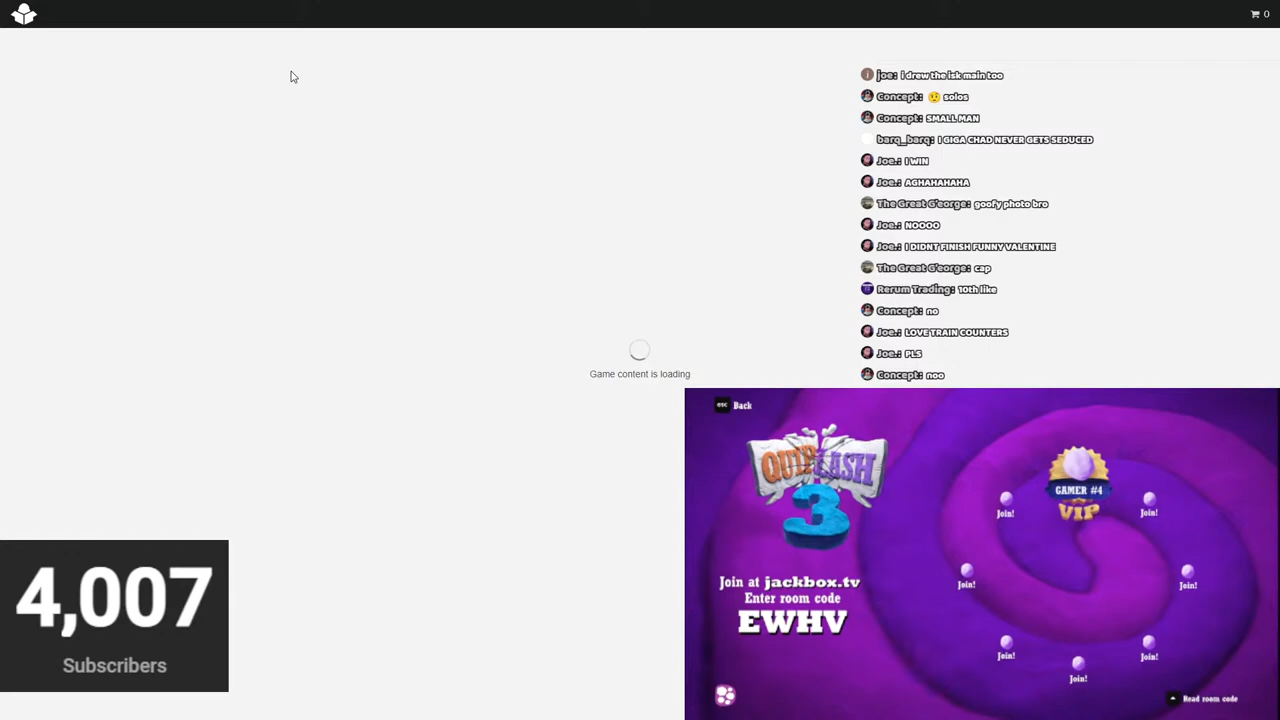 0
joe: i drew the isk main too
Concept: 🤨 solos
Concept: SMALL MAN
barq_barq: I GIGA CHAD NEVER GETS SEDUCED
Joe.: I WIN
Joe.: AGHAHAHAHA
The Great G'eorge: goofy photo bro
Joe.: NOOOO
Joe.: I DIDNT FINISH FUNNY VALENTINE
The Great G'eorge: cap
Rerum Trading: 10th like
Concept: no
Joe.: LOVE TRAIN COUNTERS
Joe.: PLS
Concept: noo
Game content is loading
esc Back
QUIPLASH
3
GAMER #4
VIP
Join!
Join!
Join!
Join!
Join!
Join!
Join!
Join at jackbox.tv
Enter room code
EWHV
Read room code
4,007
Subscribers